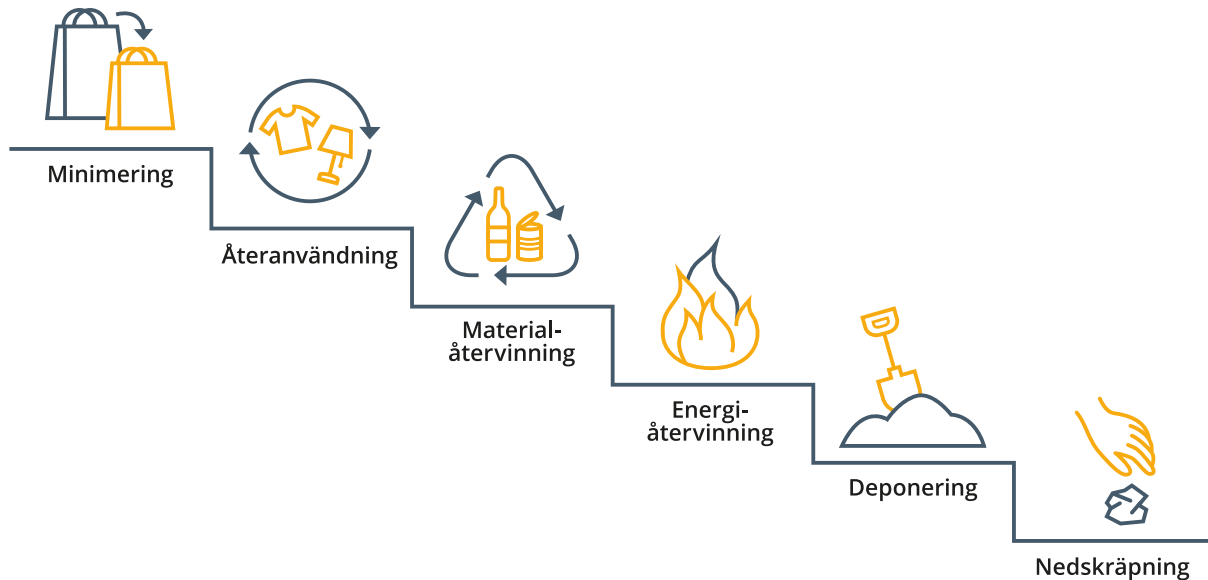 Minimering
Återanvändning
Material-
återvinning
Energi-
återvinning
Deponering
Nedskräpning